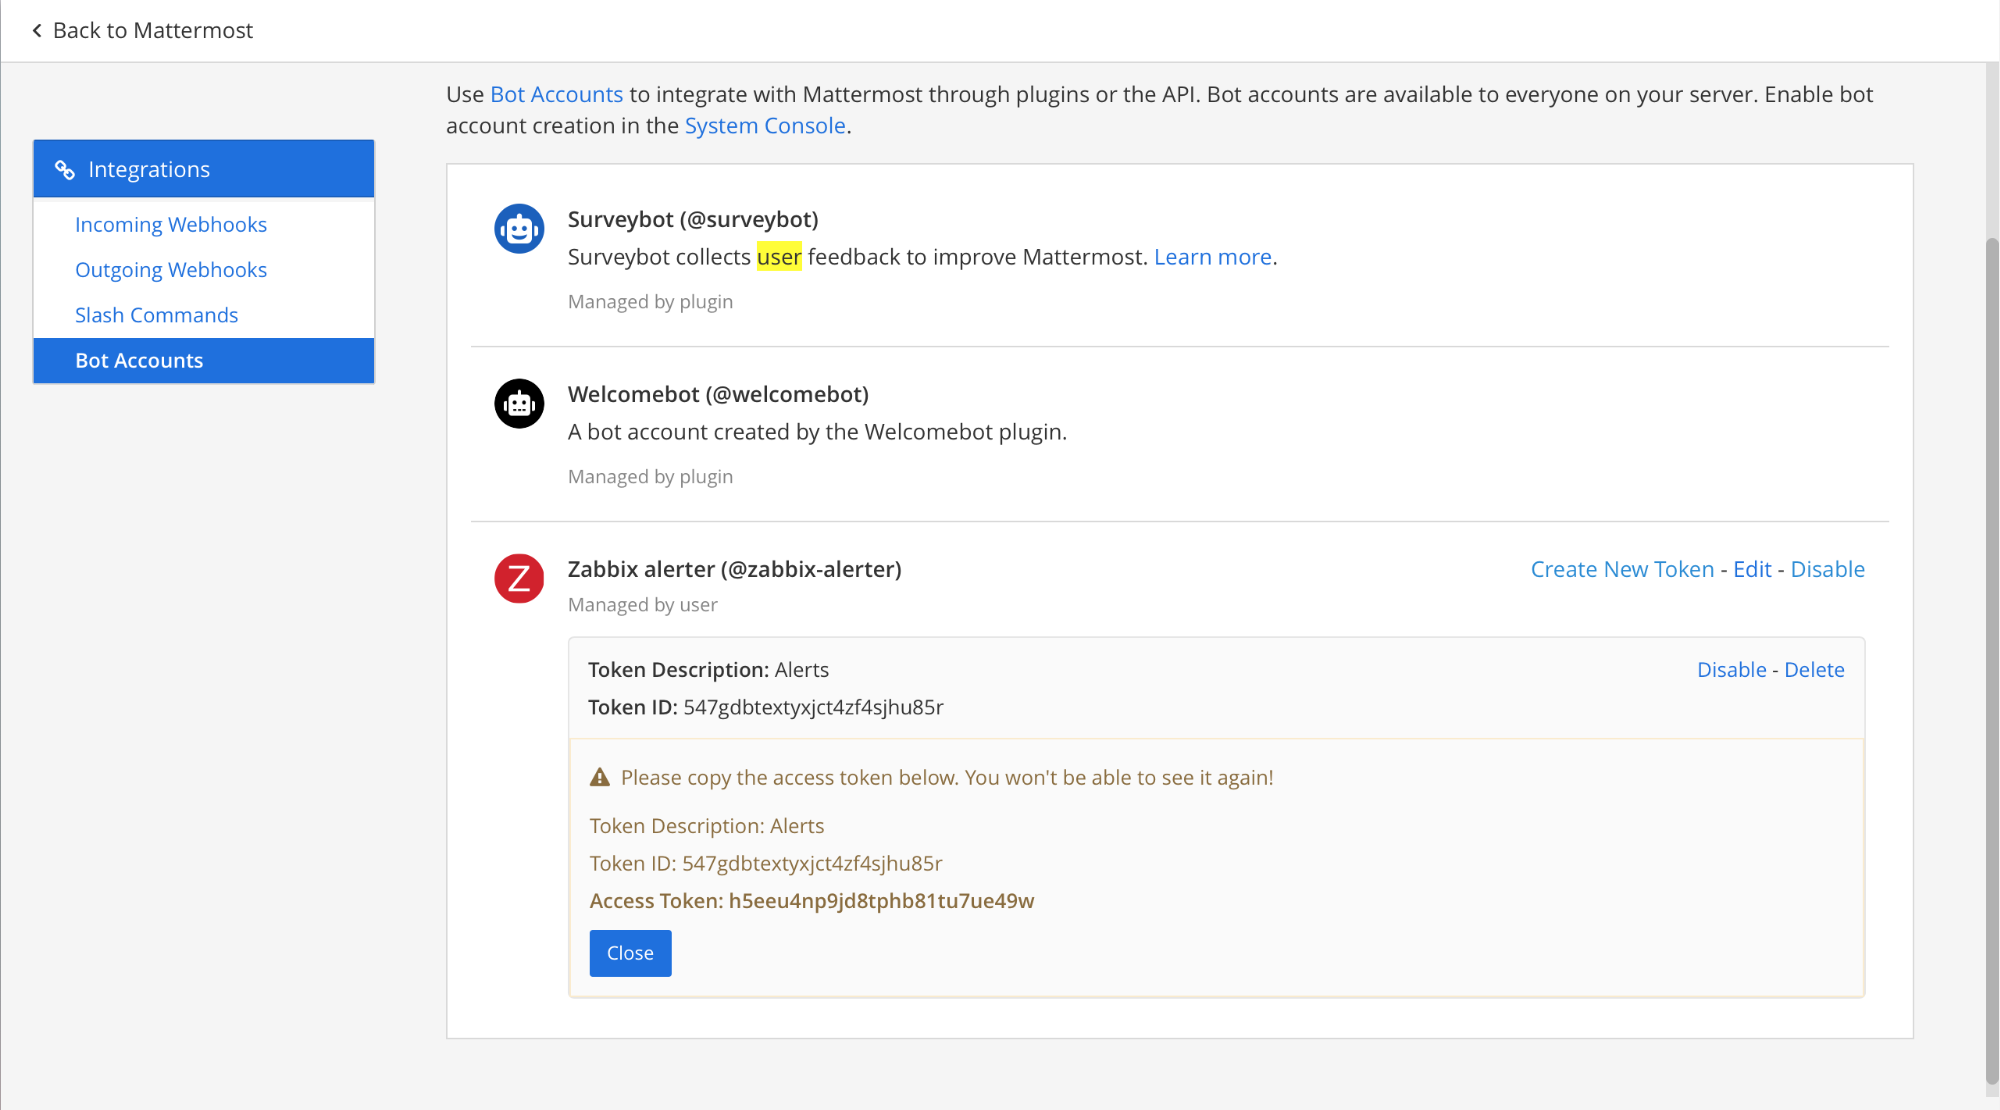 Back to Mattermost
Use Bot Accounts to integrate with Mattermost through plugins or the API. Bot accounts are available to everyone on your server. Enable bot
account creation in the System Console.
Integrations
Incoming Webhooks
Outgoing Webhooks
Slash Commands
Bot Accounts
Surveybot (@surveybot)
Surveybot collects user feedback to improve Mattermost. Learn more.
Managed by plugin
Welcomebot (@welcomebot)
A bot account created by the Welcomebot plugin.
Managed by plugin
Z
Zabbix alerter (@zabbix-alerter)
Create New Token - Edit - Disable
Managed by user
Token Description: Alerts
Disable - Delete
Token ID: 547gdbtextyxjct4zf4sjhu85r
Please copy the access token below. You won't be able to see it again!
Token Description: Alerts
Token ID: 547gdbtextyxjct4zf4sjhu85r
Access Token: h5eeu4np9jd8tphb81tu7ue49w
Close